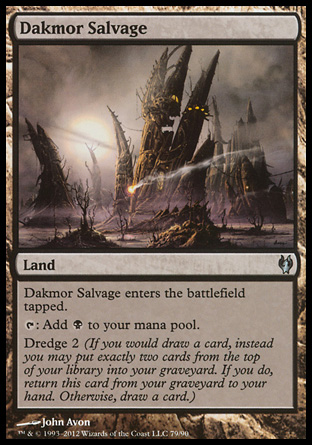 Dakmor Salvage
Land
Dakmor Salvage enters the battlefield
tapped.
: Add to your mana pool.
Dredge 2 (If you would draw a card, instead
you may put exactly two cards from the top
of your library into your graveyard. If you do,
return this card from your graveyard to your
hand. Otherwise, draw a card.)
John Avon
™ & © 1993–2012 Wizards of the Coast LLC 79/90